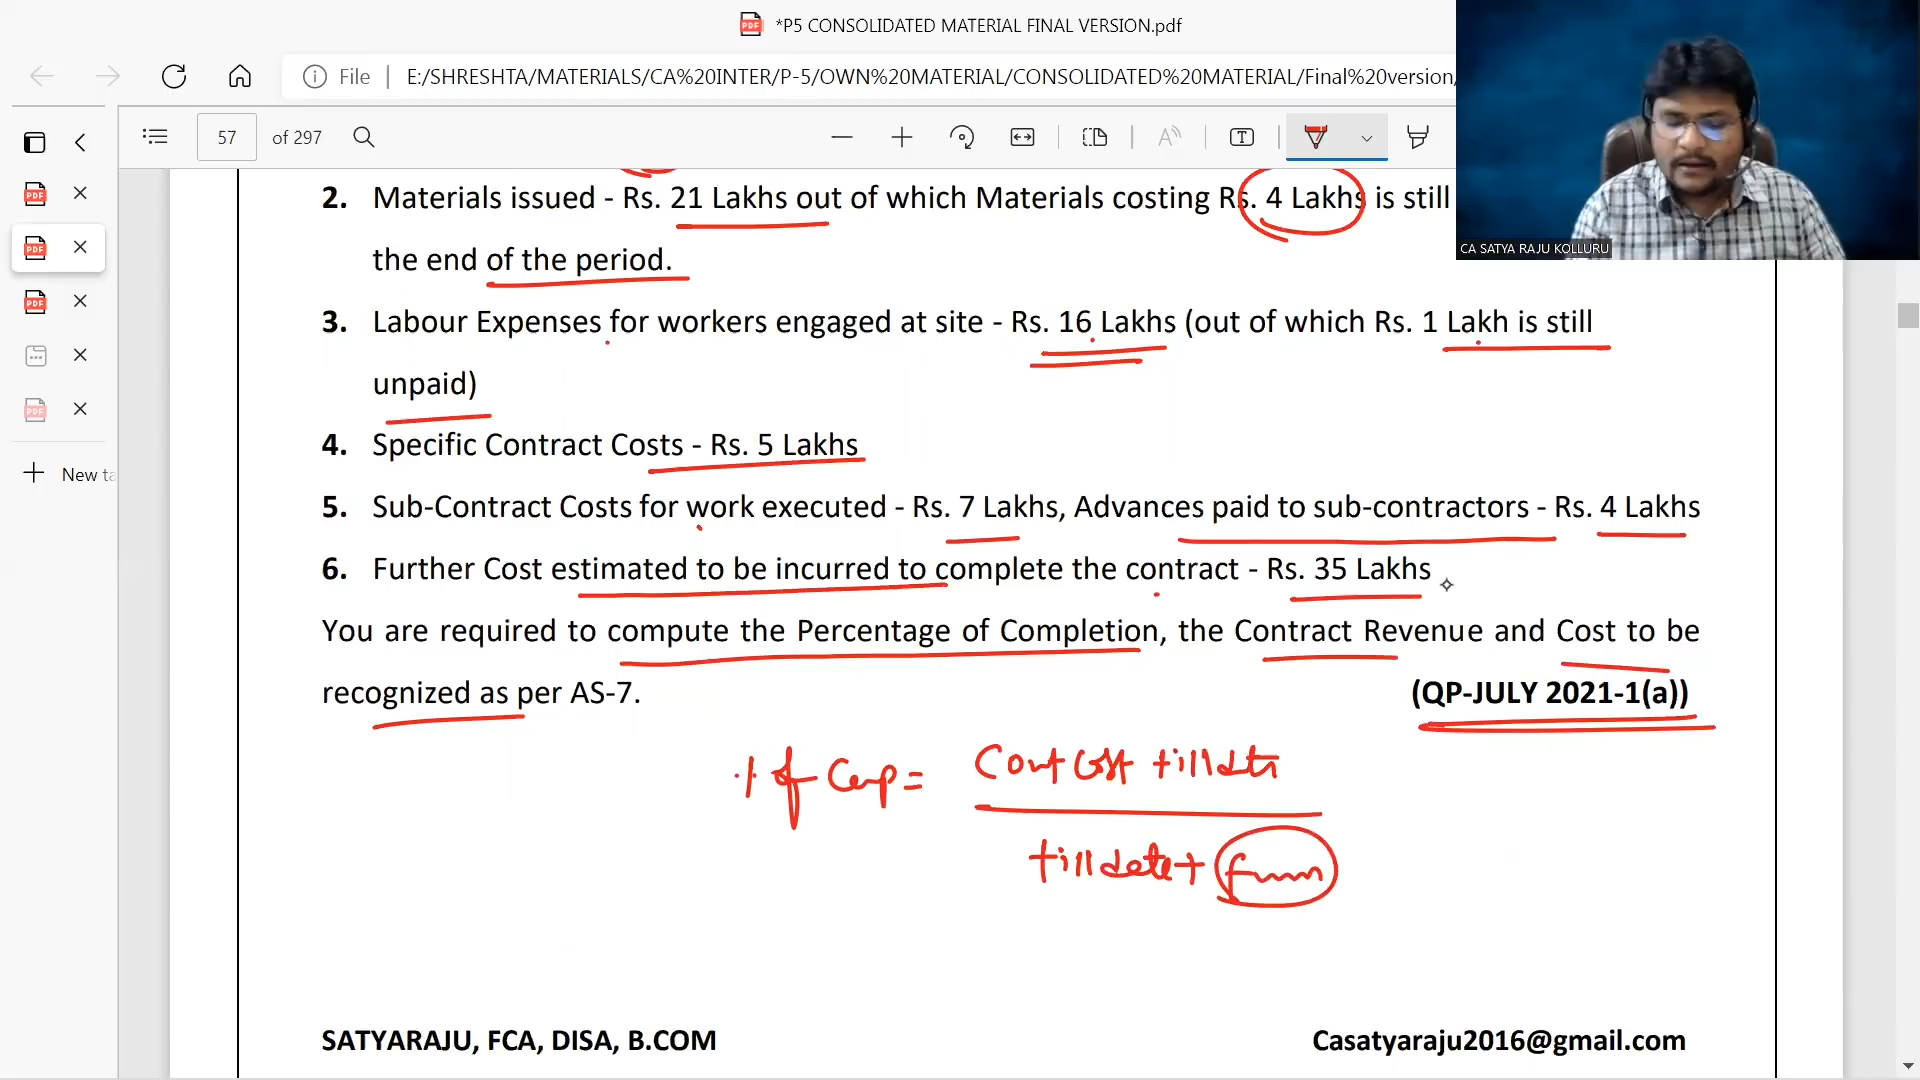 *P5 CONSOLIDATED MATERIAL FINAL VERSION.pdf
File | E:/SHRESHTA/MATERIALS/CA%20INTER/P-5/OWN%20MATERIAL/CONSOLIDATED%20MATERIAL/Final%20version/
57 of 297
New ta
CA SATYA RAJU KOLLURU
2. Materials issued - Rs. 21 Lakhs out of which Materials costing Rs. 4 Lakhs is still
the end of the period.
3. Labour Expenses for workers engaged at site - Rs. 16 Lakhs (out of which Rs. 1 Lakh is still
unpaid)
4. Specific Contract Costs - Rs. 5 Lakhs
5. Sub-Contract Costs for work executed - Rs. 7 Lakhs, Advances paid to sub-contractors - Rs. 4 Lakhs
6. Further Cost estimated to be incurred to complete the contract - Rs. 35 Lakhs
You are required to compute the Percentage of Completion, the Contract Revenue and Cost to be
recognized as per AS-7. (QP-JULY 2021-1(a))
% of Comp = Cont Cost till date
till date +
SATYARAJU, FCA, DISA, B.COM Casatyaraju2016@gmail.com